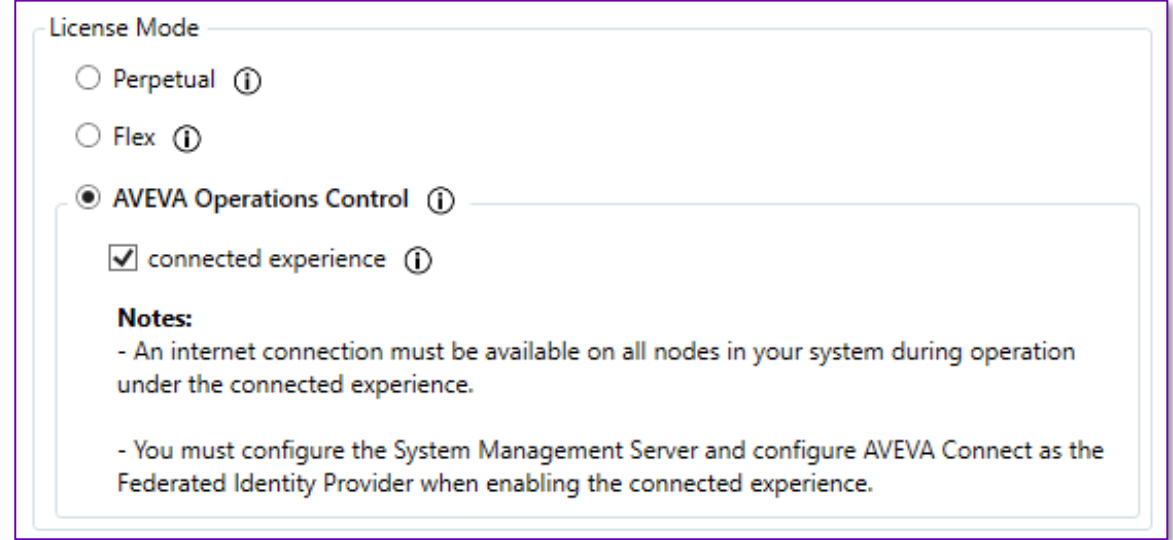 License Mode
Perpetual
Flex
AVEVA Operations Control
connected experience
Notes:
- An internet connection must be available on all nodes in your system during operation
under the connected experience.
- You must configure the System Management Server and configure AVEVA Connect as the
Federated Identity Provider when enabling the connected experience.